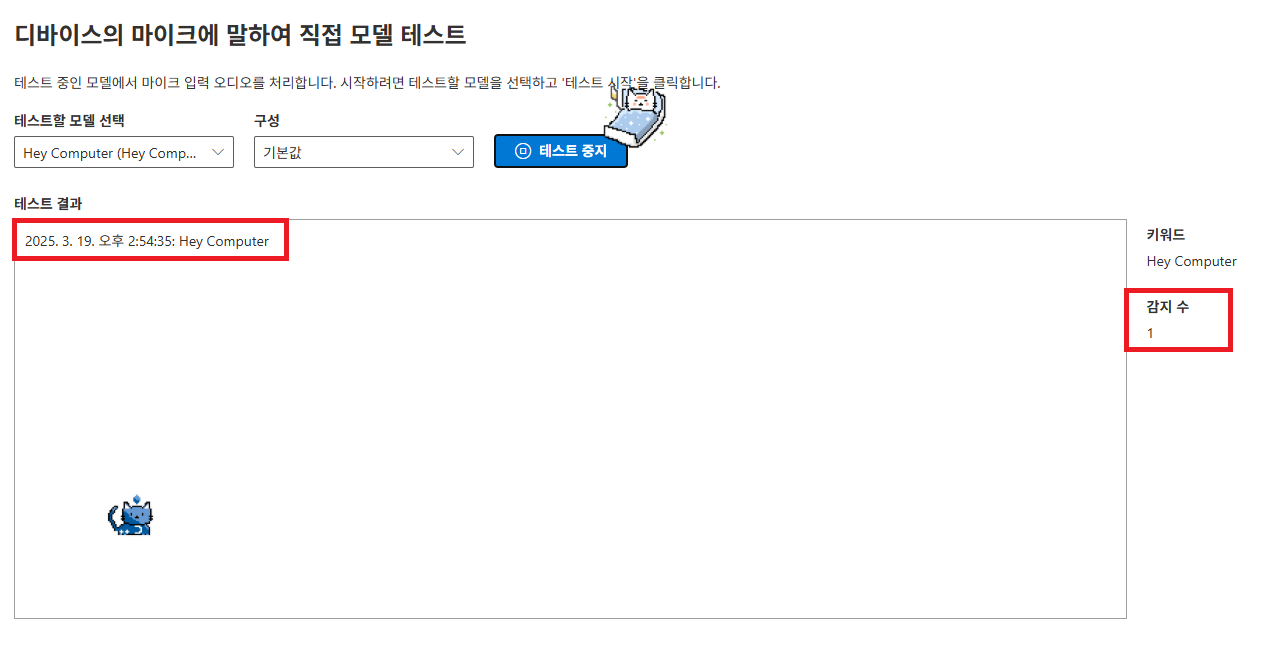 디바이스의 마이크에 말하여 직접 모델 테스트
테스트 중인 모델에서 마이크 입력 오디오를 처리합니다. 시작하려면 테스트할 모델을 선택하고 '테스트 시작'을 클릭합니다.
테스트할 모델 선택
구성
Hey Computer (Hey Comp...
기본값
테스트 중지
테스트 결과
2025. 3. 19. 오후 2:54:35: Hey Computer
키워드
Hey Computer
감지 수
1